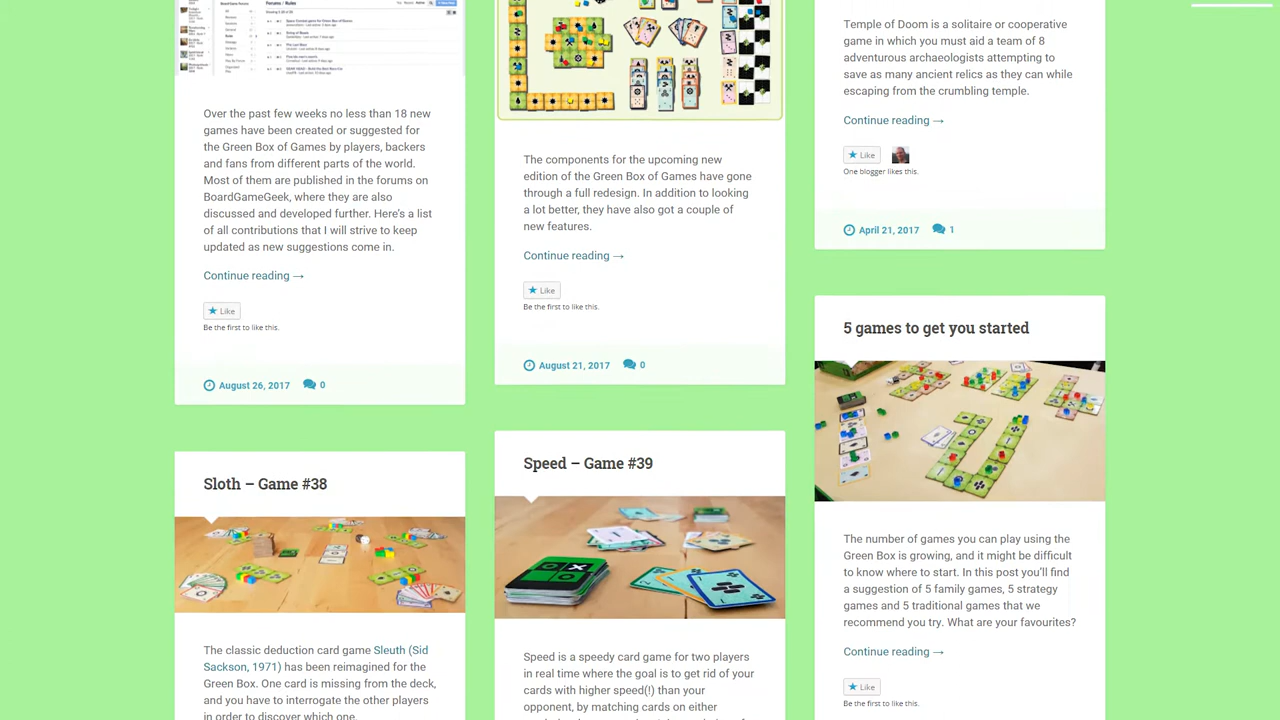 Forums / Rules
Over the past few weeks no less than 18 new
games have been created or suggested for
the Green Box of Games by players, backers
and fans from different parts of the world.
Most of them are published in the forums on
BoardGameGeek, where they are also
discussed and developed further. Here's a list
of all contributions that I will strive to keep
updated as new suggestions come in.
Continue reading →
Like
Be the first to like this.
August 26, 2017 0
Sloth – Game #38
The classic deduction card game Sleuth (Sid
Sackson, 1971) has been reimagined for the
Green Box. One card is missing from the deck,
and you have to interrogate the other players
in order to discover which one.
The components for the upcoming new
edition of the Green Box of Games have gone
through a full redesign. In addition to looking
a lot better, they have also got a couple of
new features.
Continue reading →
Like
Be the first to like this.
August 21, 2017 0
Speed – Game #39
Speed is a speedy card game for two players
in real time where the goal is to get rid of your
cards with higher speed(!) than your
opponent, by matching cards on either
Temple Doom is a solitaire adventure
game in which you take the role of an
adventurous archeologist. Your goal is to
save as many ancient relics as you can while
escaping from the crumbling temple.
Continue reading →
Like
One blogger likes this.
April 21, 2017 1
5 games to get you started
The number of games you can play using the
Green Box is growing, and it might be difficult
to know where to start. In this post you'll find
a suggestion of 5 family games, 5 strategy
games and 5 traditional games that we
recommend you try. What are your favourites?
Continue reading →
Like
Be the first to like this.